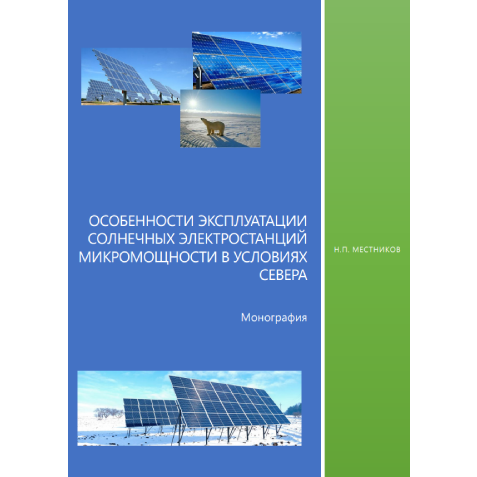 ОСОБЕННОСТИ ЭКСПЛУАТАЦИИ
СОЛНЕЧНЫХ ЭЛЕКТРОСТАНЦИЙ
МИКРОМОЩНОСТИ В УСЛОВИЯХ
СЕВЕРА
Монография
Н.П. МЕСТНИКОВ